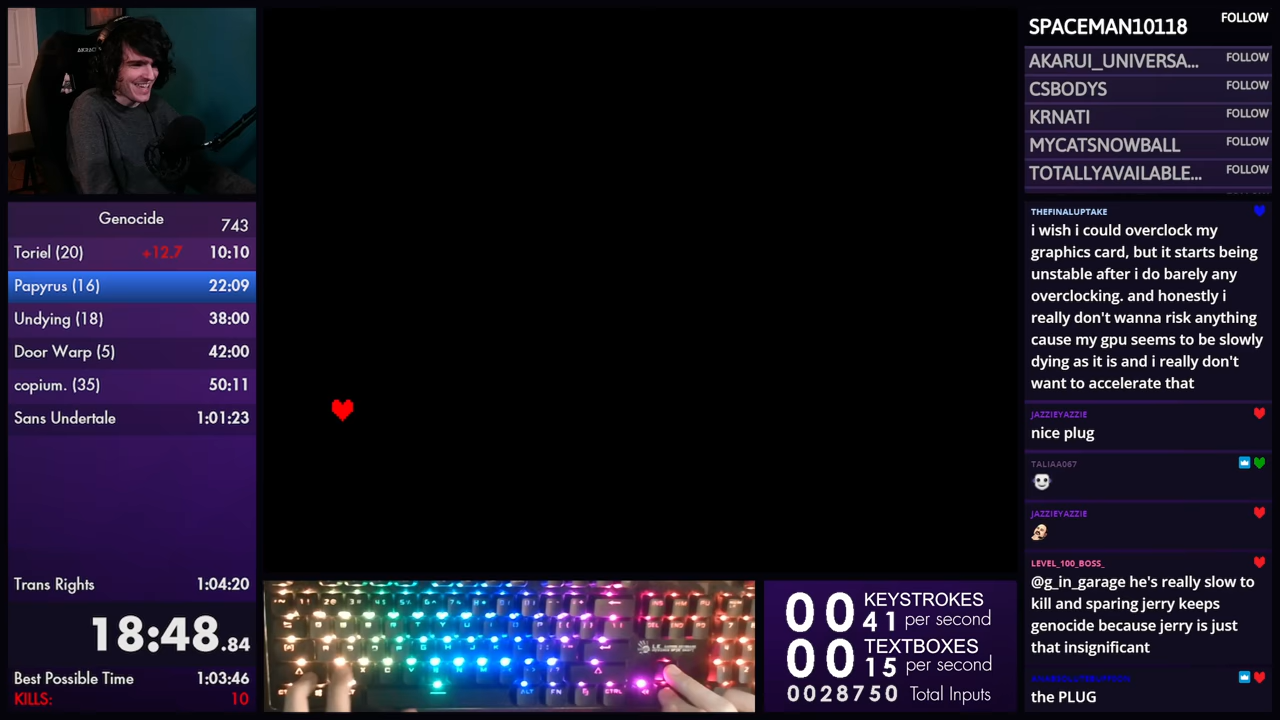 Genocide
743
Toriel (20) +12.7 10:10
Papyrus (16) 22:09
Undying (18) 38:00
Door Warp (5) 42:00
copium. (35) 50:11
Sans Undertale 1:01:23
Trans Rights 1:04:20
18:48.84
Best Possible Time 1:03:46
KILLS: 10
00 41 KEYSTROKES per second
00 15 TEXTBOXES per second
0028750 Total Inputs
SPACEMAN10118 FOLLOW
AKARUI_UNIVERSA... FOLLOW
CSBODYS FOLLOW
KRNATI FOLLOW
MYCATSNOWBALL FOLLOW
TOTALLYAVAILABLE... FOLLOW
THEFINALUPTAKE
i wish i could overclock my
graphics card, but it starts being
unstable after i do barely any
overclocking. and honestly i
really don't wanna risk anything
cause my gpu seems to be slowly
dying as it is and i really don't
want to accelerate that
JAZZIEYAZZIE
nice plug
TALIAA067
JAZZIEYAZZIE
LEVEL_100_BOSS_
@g_in_garage he's really slow to
kill and sparing jerry keeps
genocide because jerry is just
that insignificant
the PLUG